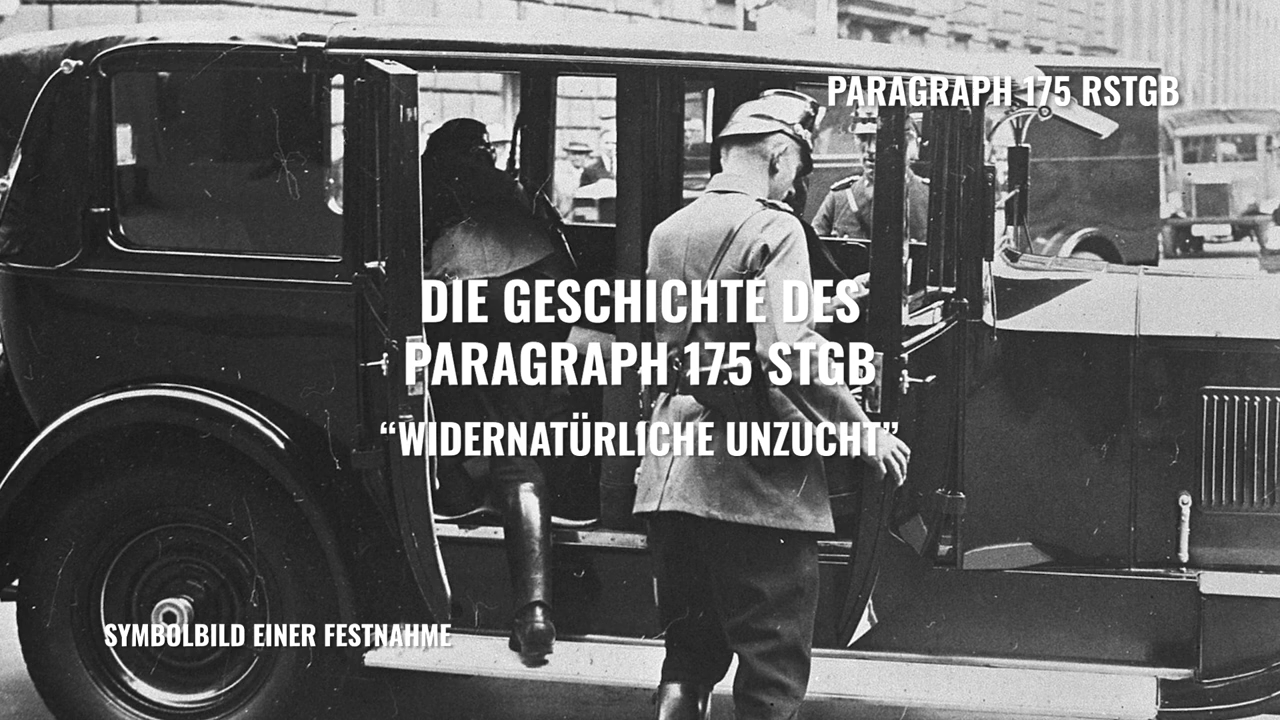 PARAGRAPH 175 RSTGB
DIE GESCHICHTE DES
PARAGRAPH 175 STGB
“WIDERNATÜRLICHE UNZUCHT”
SYMBOLBILD EINER FESTNAHME